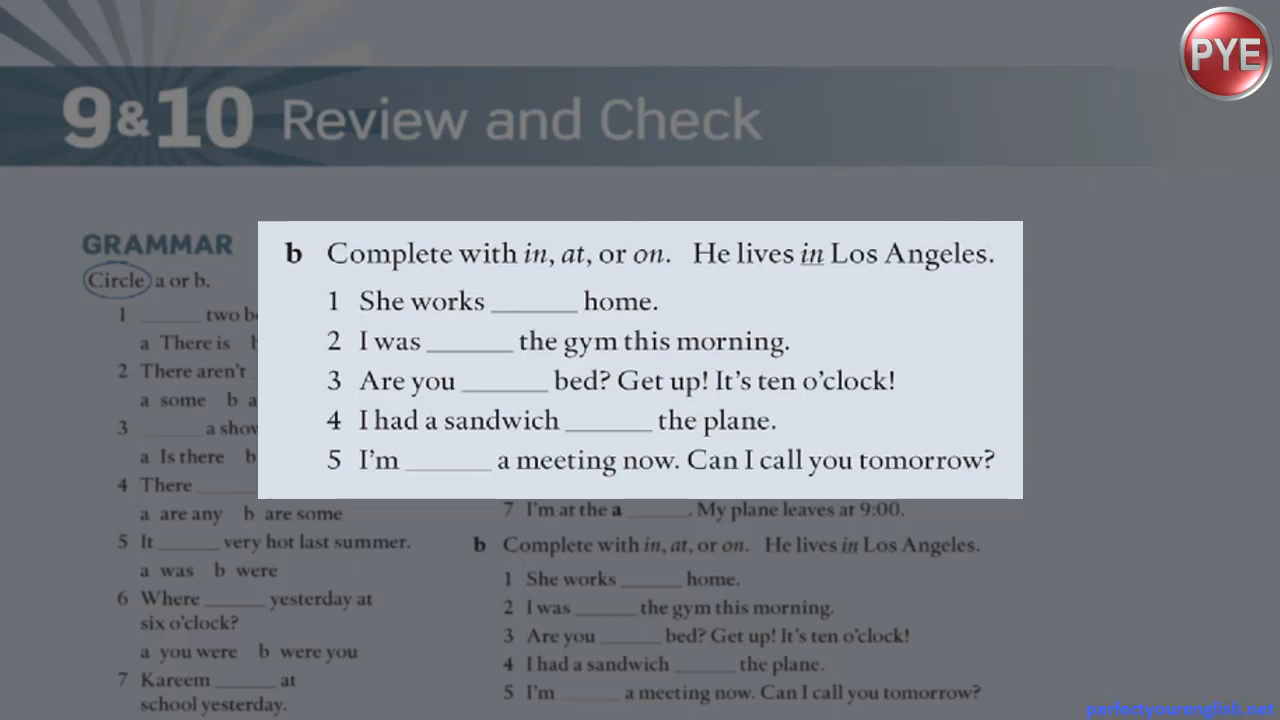 PYE
9&10 Review and Check
GRAMMAR
Circle a or b.
1 ______ two b
a There is b
2 There aren't
a some b a
3 ______ a show
a Is there b
4 There ______
a are any b are some
5 It ______ very hot last summer.
a was b were
6 Where ______ yesterday at
six o'clock?
a you were b were you
7 Kareem ______ at
school yesterday.
b Complete with in, at, or on. He lives in Los Angeles.
1 She works ______ home.
2 I was ______ the gym this morning.
3 Are you ______ bed? Get up! It's ten o'clock!
4 I had a sandwich ______ the plane.
5 I'm ______ a meeting now. Can I call you tomorrow?
7 I'm at the a ______. My plane leaves at 9:00.
b Complete with in, at, or on. He lives in Los Angeles.
1 She works ______ home.
2 I was ______ the gym this morning.
3 Are you ______ bed? Get up! It's ten o'clock!
4 I had a sandwich ______ the plane.
5 I'm ______ a meeting now. Can I call you tomorrow?
perfectyourenglish.net